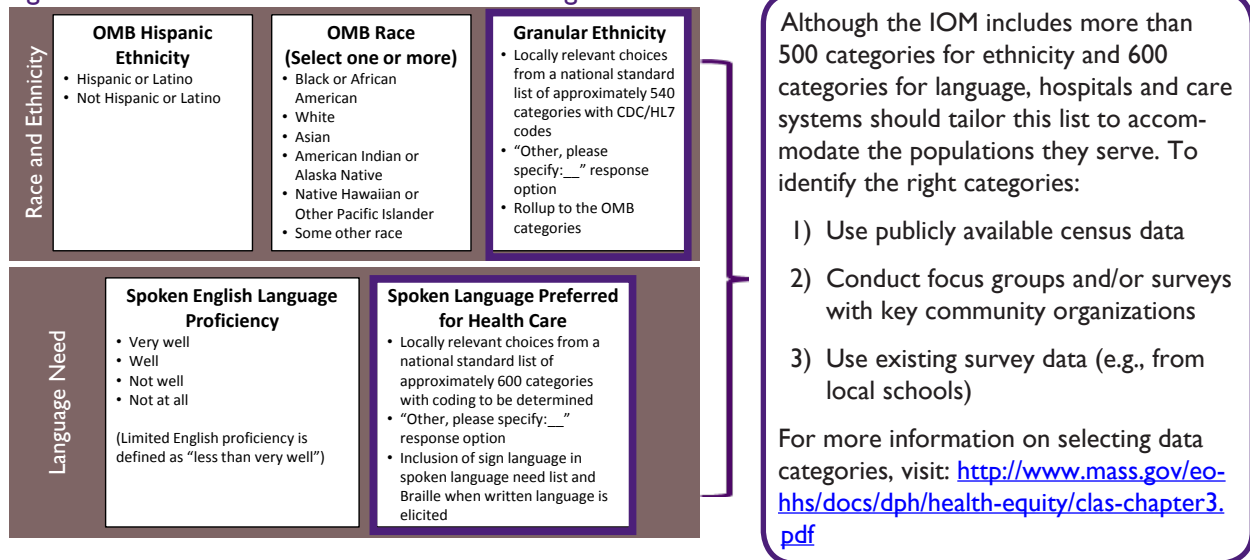 Race and Ethnicity
OMB Hispanic
Ethnicity
• Hispanic or Latino
• Not Hispanic or Latino
OMB Race
(Select one or more)
• Black or African
American
• White
• Asian
• American Indian or
Alaska Native
• Native Hawaiian or
Other Pacific Islander
• Some other race
Granular Ethnicity
• Locally relevant choices
from a national standard
list of approximately 540
categories with CDC/HL7
codes
• “Other, please
specify:__” response
option
• Rollup to the OMB
categories
Language Need
Spoken English Language
Proficiency
• Very well
• Well
• Not well
• Not at all
(Limited English proficiency is
defined as “less than very well”)
Spoken Language Preferred
for Health Care
• Locally relevant choices from a
national standard list of
approximately 600 categories
with coding to be determined
• “Other, please specify:__”
response option
• Inclusion of sign language in
spoken language need list and
Braille when written language is
elicited
Although the IOM includes more than
500 categories for ethnicity and 600
categories for language, hospitals and care
systems should tailor this list to accom-
modate the populations they serve. To
identify the right categories:
1) Use publicly available census data
2) Conduct focus groups and/or surveys
with key community organizations
3) Use existing survey data (e.g., from
local schools)
For more information on selecting data
categories, visit: http://www.mass.gov/eo-
hhs/docs/dph/health-equity/clas-chapter3.
pdf